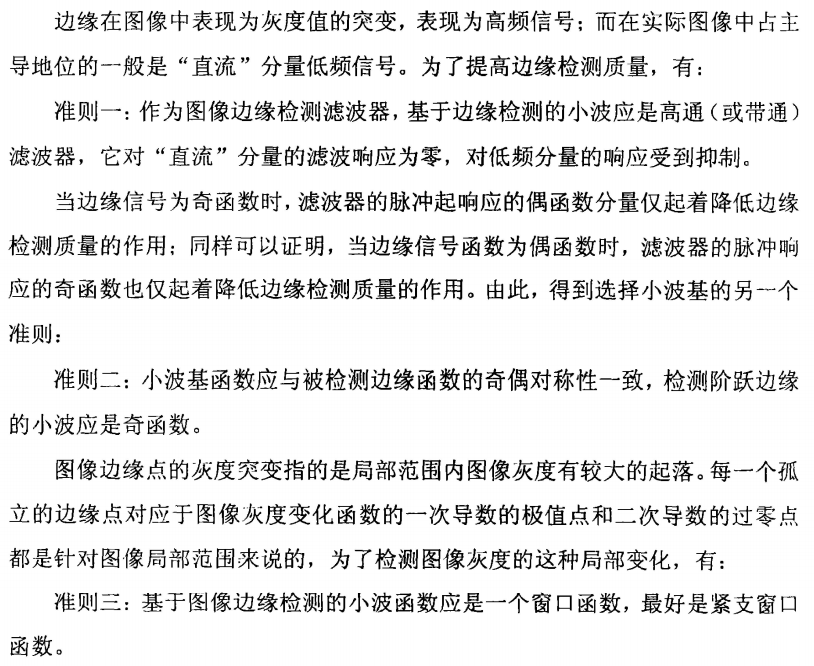 边缘在图像中表现为灰度值的突变，表现为高频信号；而在实际图像中占主
导地位的一般是“直流”分量低频信号。为了提高边缘检测质量，有：
准则一：作为图像边缘检测滤波器，基于边缘检测的小波应是高通（或带通）
滤波器，它对“直流”分量的滤波响应为零，对低频分量的响应受到抑制。
当边缘信号为奇函数时，滤波器的脉冲起响应的偶函数分量仅起着降低边缘
检测质量的作用；同样可以证明，当边缘信号函数为偶函数时，滤波器的脉冲响
应的奇函数也仅起着降低边缘检测质量的作用。由此，得到选择小波基的另一个
准则：
准则二：小波基函数应与被检测边缘函数的奇偶对称性一致，检测阶跃边缘
的小波应是奇函数。
图像边缘点的灰度突变指的是局部范围内图像灰度有较大的起落。每一个孤
立的边缘点对应于图像灰度变化函数的一次导数的极值点和二次导数的过零点
都是针对图像局部范围来说的，为了检测图像灰度的这种局部变化，有：
准则三：基于图像边缘检测的小波函数应是一个窗口函数，最好是紧支窗口
函数。